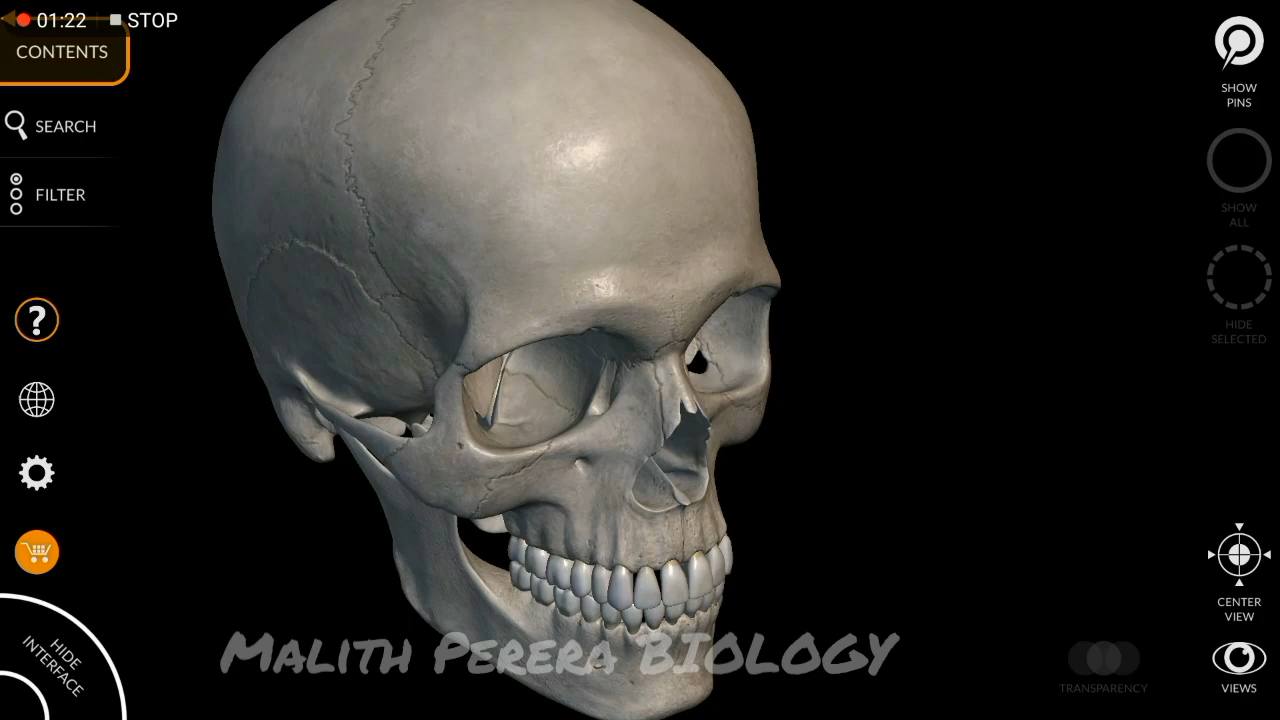 01:22 STOP
CONTENTS
SEARCH
FILTER
?
HIDE
INTERFACE
SHOW
PINS
SHOW
ALL
HIDE
SELECTED
CENTER
VIEW
TRANSPARENCY
VIEWS
Malith Perera BIOLOGY